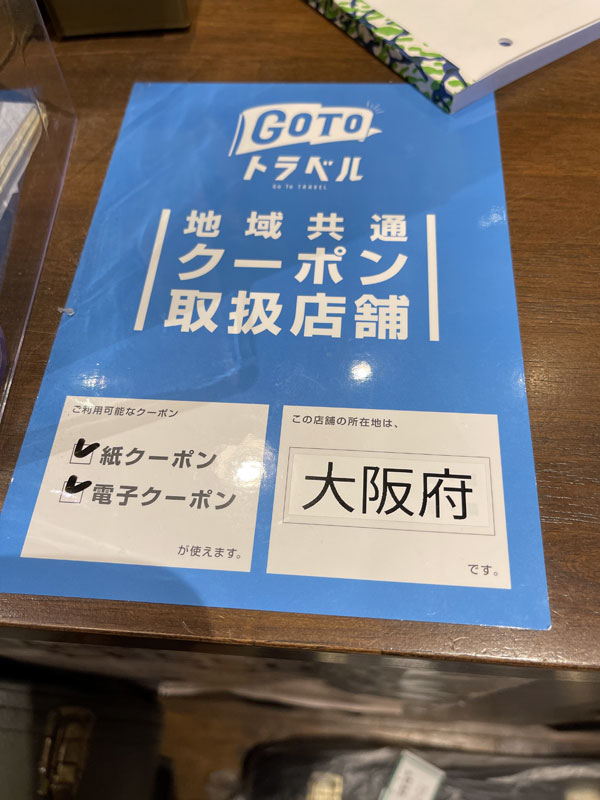 GOTO
トラベル
Go To TRAVEL
地域共通
クーポン
取扱店舗
ご利用可能なクーポン
紙クーポン
電子クーポン
が使えます。
この店舗の所在地は、
大阪府
です。